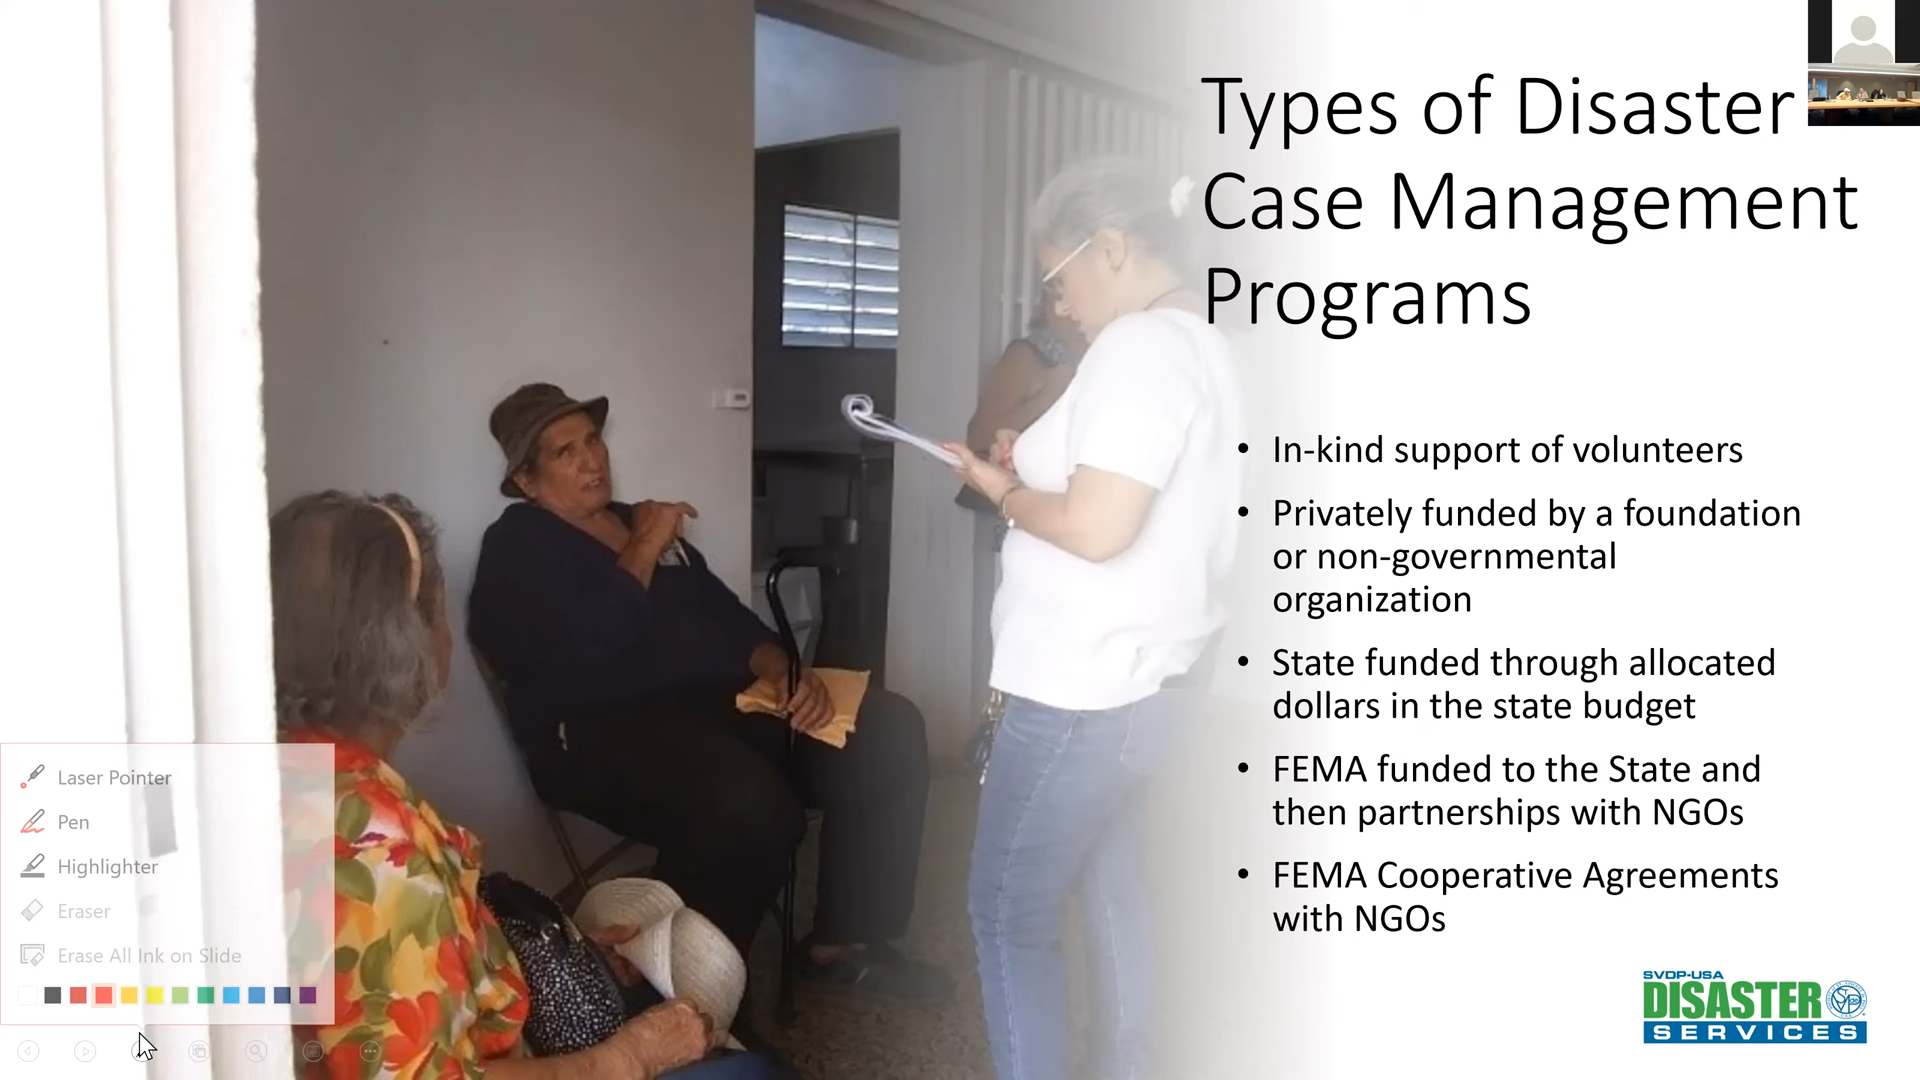 Types of Disaster
Case Management
Programs
• In-kind support of volunteers
• Privately funded by a foundation
or non-governmental
organization
• State funded through allocated
dollars in the state budget
• FEMA funded to the State and
then partnerships with NGOs
• FEMA Cooperative Agreements
with NGOs
Laser Pointer
Pen
Highlighter
Eraser
Erase All Ink on Slide
SVDP-USA
DISASTER
SERVICES